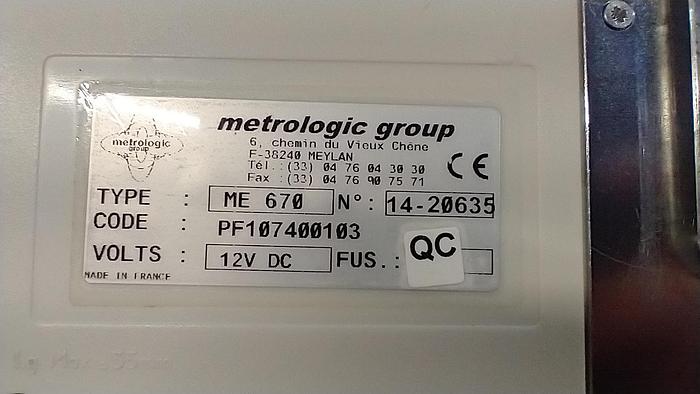 metrologic
group
metrologic group
6, chemin du Vieux Chêne
F-38240 MEYLAN
Tél.:(33) 04 76 04 30 30
Fax :(33) 04 76 90 75 71
CE
TYPE : ME 670 N°: 14-20635
CODE : PF107400103
VOLTS : 12V DC FUS.: QC
MADE IN FRANCE